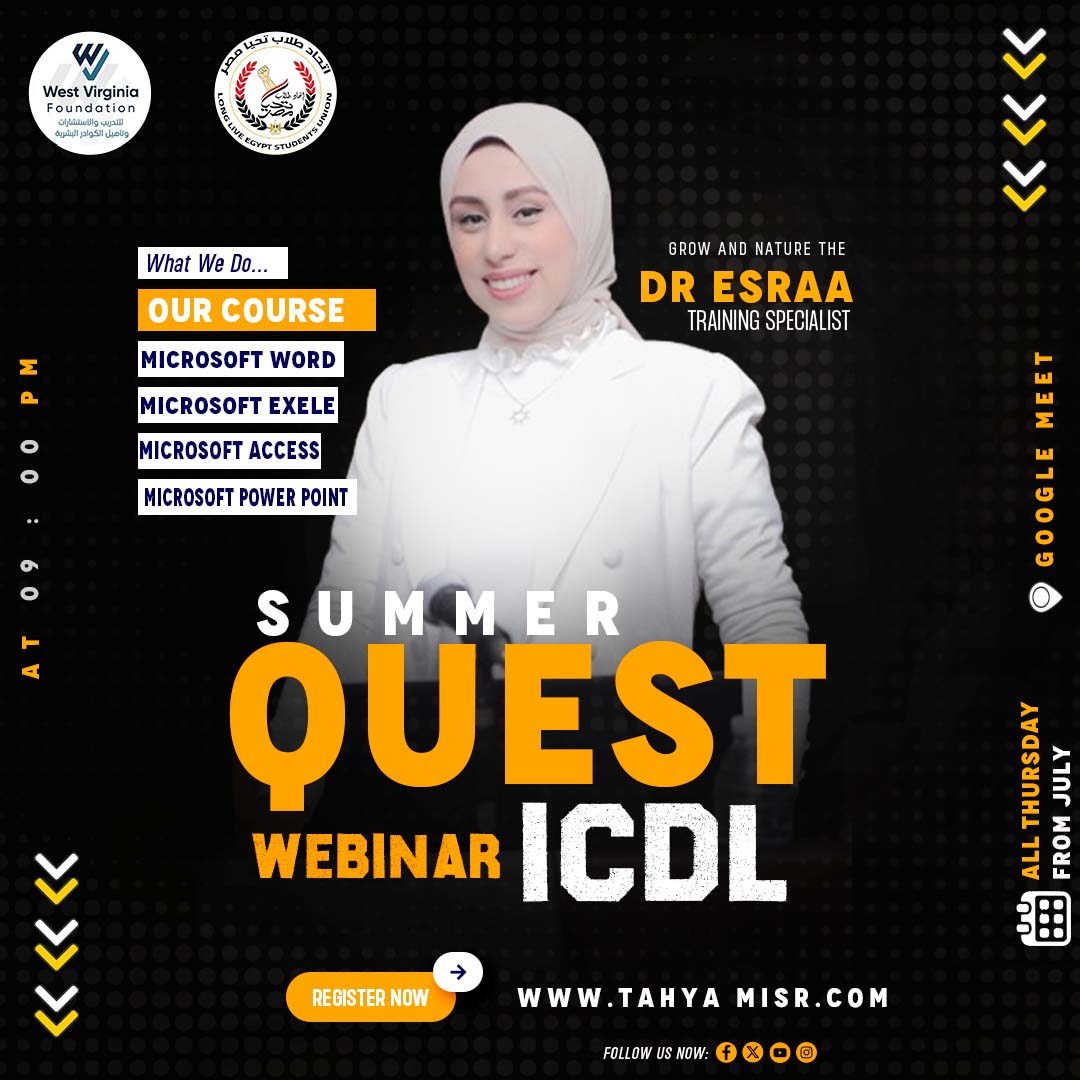 West Virginia
Foundation
للتدريب والاستشارات
وتاهيل الكوادر البشرية
اتحاد طلاب تحيا مصر
LONG LIVE EGYPT STUDENTS UNION
What We Do...
OUR COURSE
MICROSOFT WORD
MICROSOFT EXELE
MICROSOFT ACCESS
MICROSOFT POWER POINT
GROW AND NATURE THE
DR ESRAA
TRAINING SPECIALIST
AT 09 : 00 PM
GOOGLE MEET
ALL THURSDAY
FROM JULY
SUMMER
QUEST
WEBINAR ICDL
REGISTER NOW
WWW.TAHYA MISR.COM
FOLLOW US NOW: